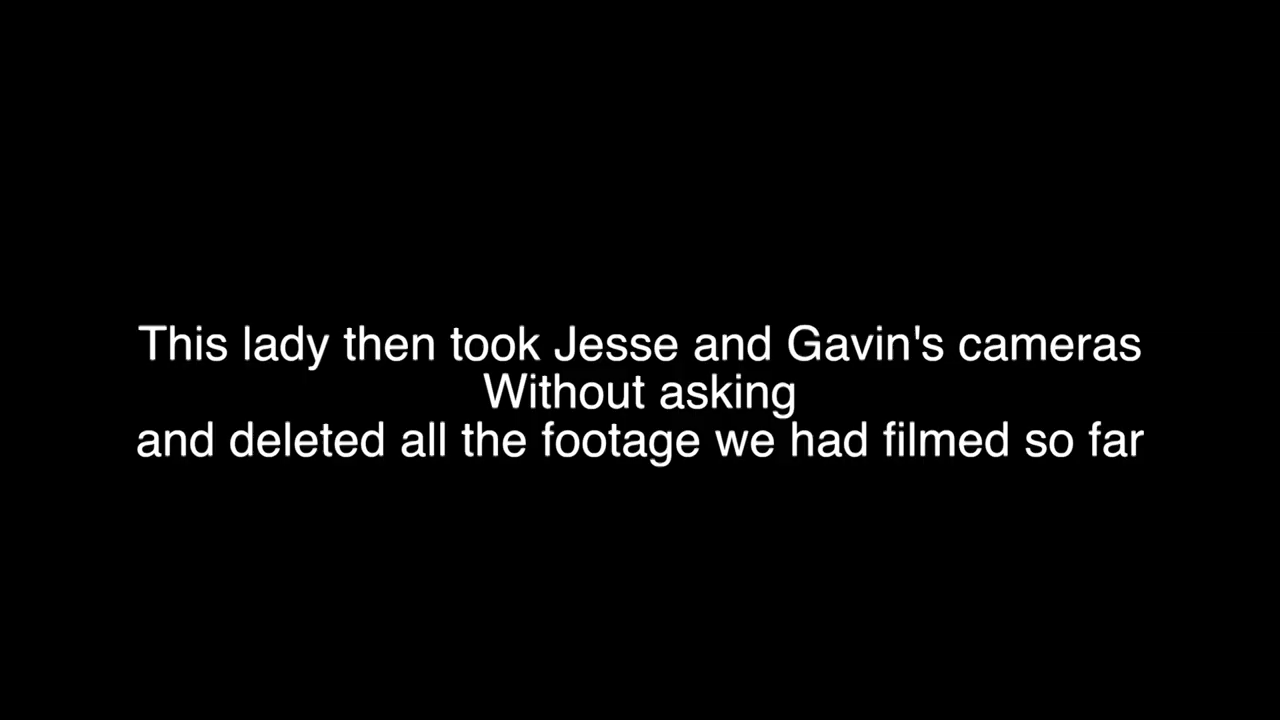 This lady then took Jesse and Gavin's cameras
Without asking
and deleted all the footage we had filmed so far